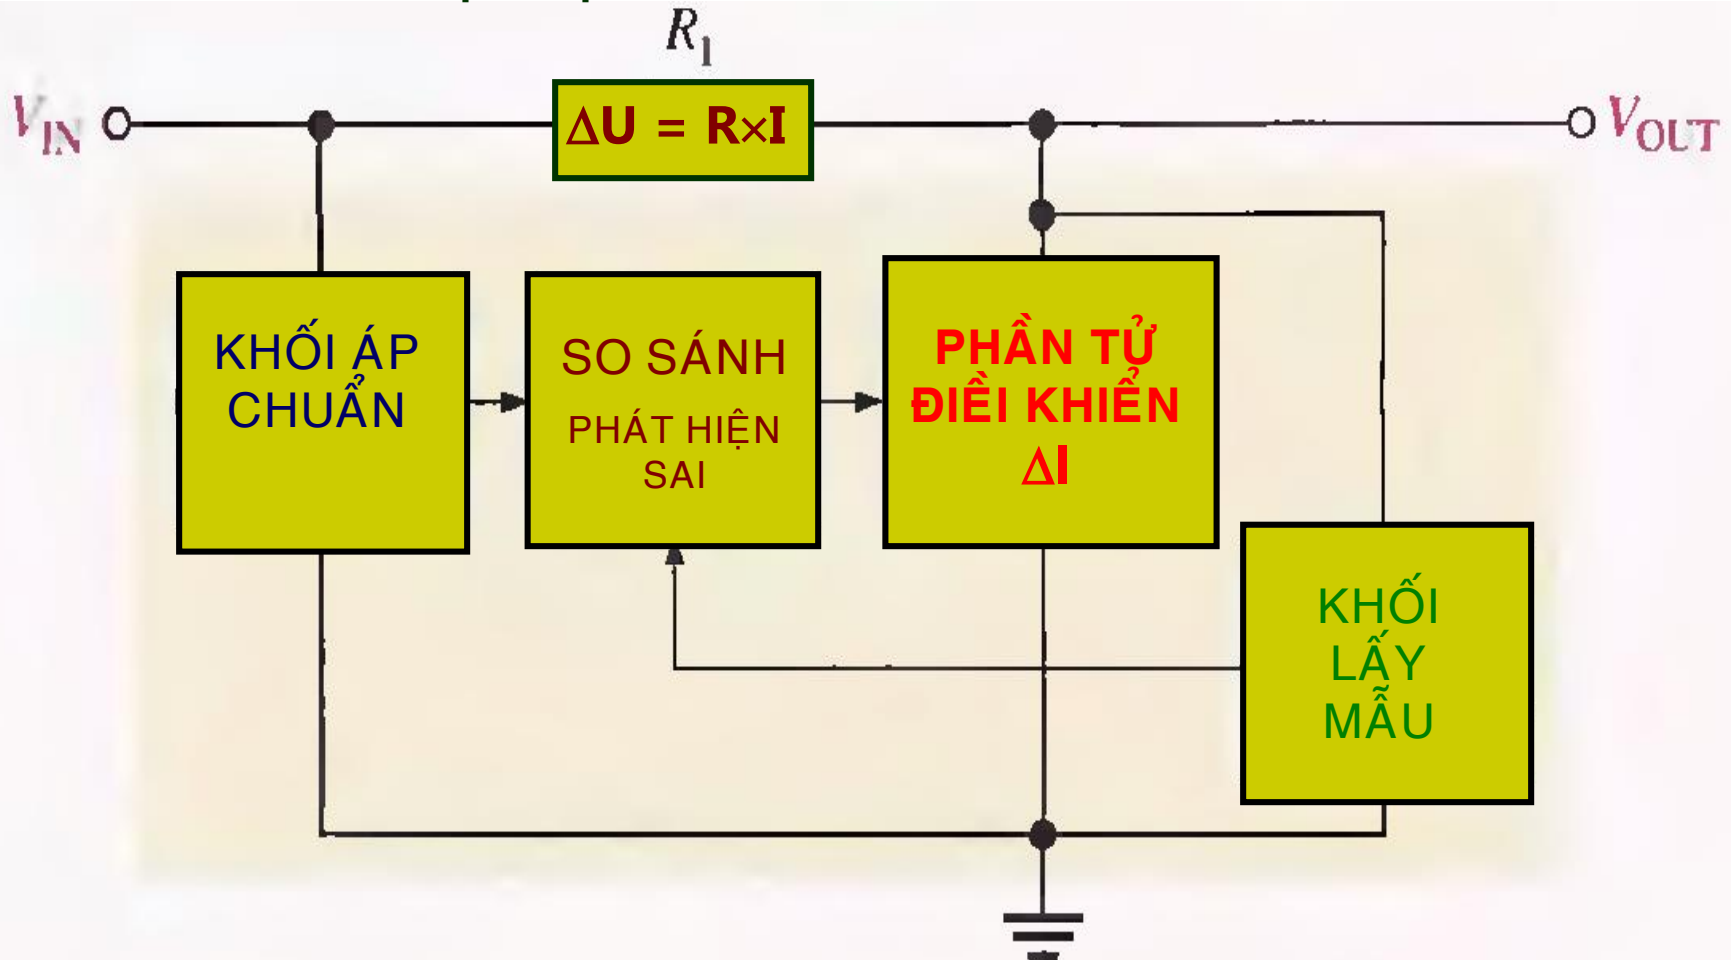 R1
VIN
ΔU = R×I
VOUT
KHỐI ÁP
CHUẨN
SO SÁNH
PHÁT HIỆN
SAI
PHẦN TỬ
ĐIỀI KHIỂN
ΔI
KHỐI
LẤY
MẪU